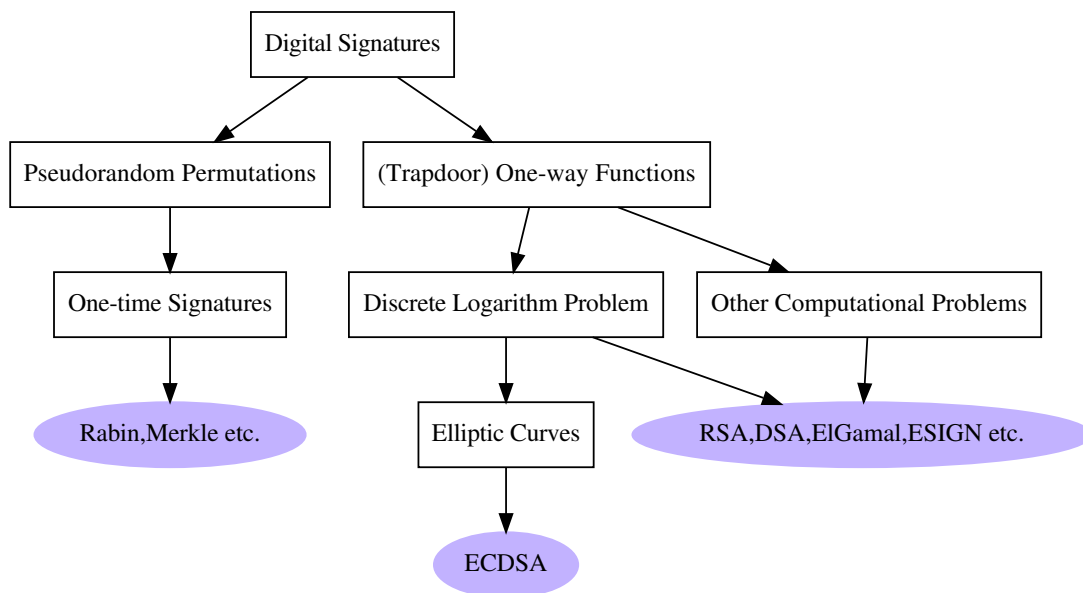 Digital Signatures
Pseudorandom Permutations
(Trapdoor) One-way Functions
One-time Signatures
Discrete Logarithm Problem
Other Computational Problems
Rabin,Merkle etc.
Elliptic Curves
RSA,DSA,ElGamal,ESIGN etc.
ECDSA